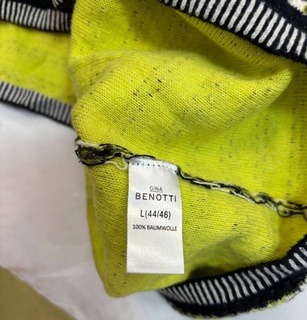 GINA
BENOTTI
L(44/46)
100% BAUMWOLLE